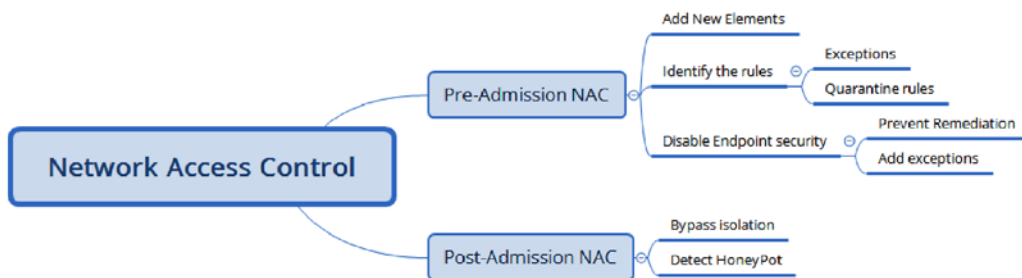 Network Access Control
Pre-Admission NAC
Add New Elements
Identify the rules
Exceptions
Quarantine rules
Disable Endpoint security
Prevent Remediation
Add exceptions
Post-Admission NAC
Bypass isolation
Detect HoneyPot